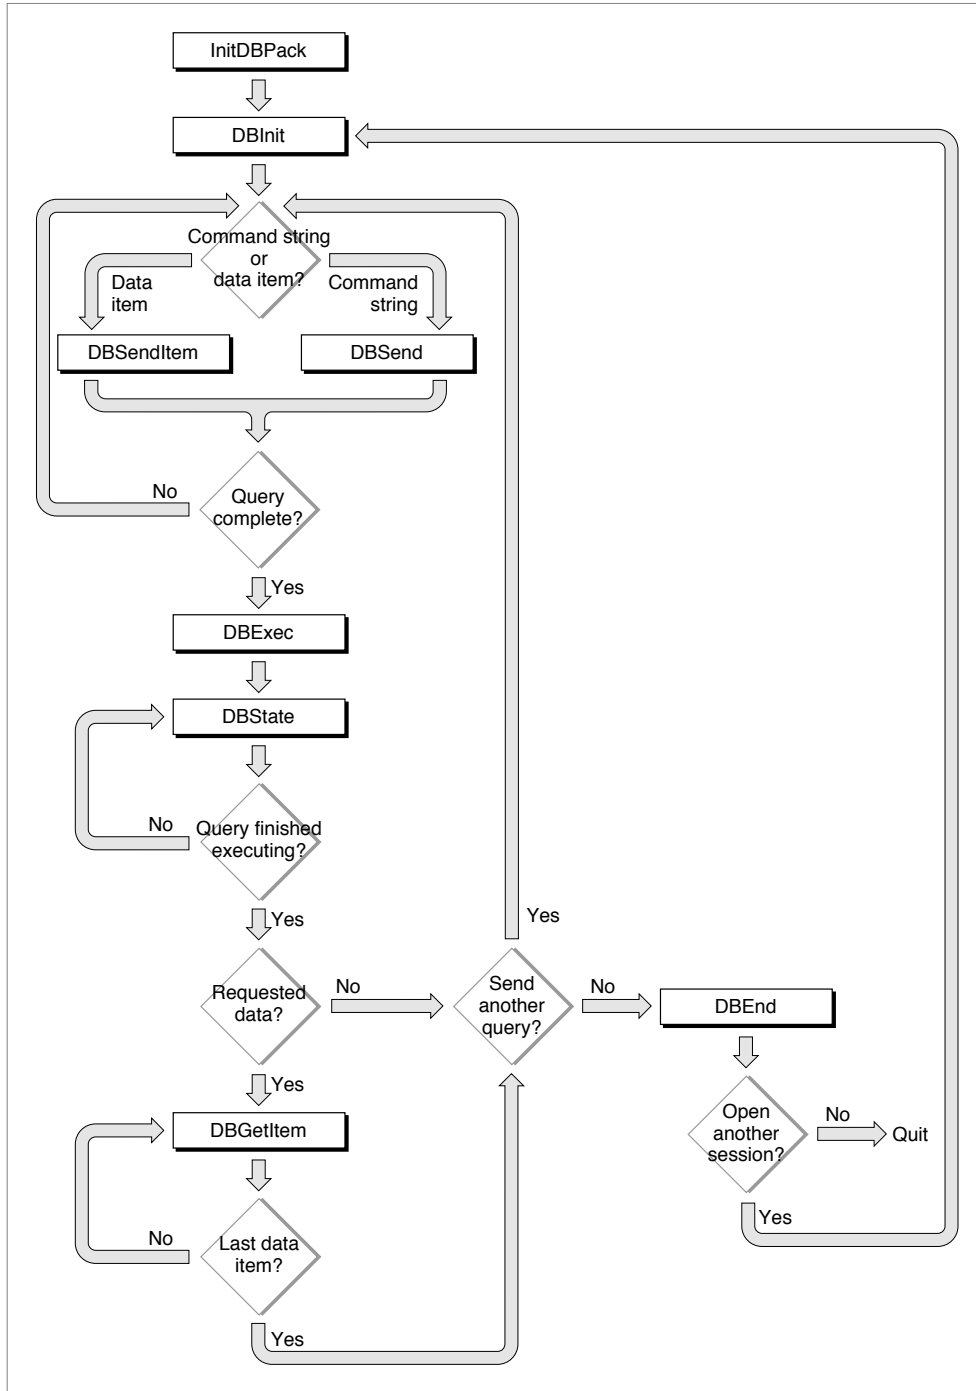 InitDBPack
DBInit
Command string
or
data item?
Data
item
Command
string
DBSendItem
DBSend
No
Query
complete?
Yes
DBExec
DBState
No
Query finished
executing?
Yes
Yes
Requested
data?
No
Send
another
query?
No
DBEnd
Yes
DBGetItem
Open
another
session?
No
Quit
Yes
No
Last data
item?
Yes